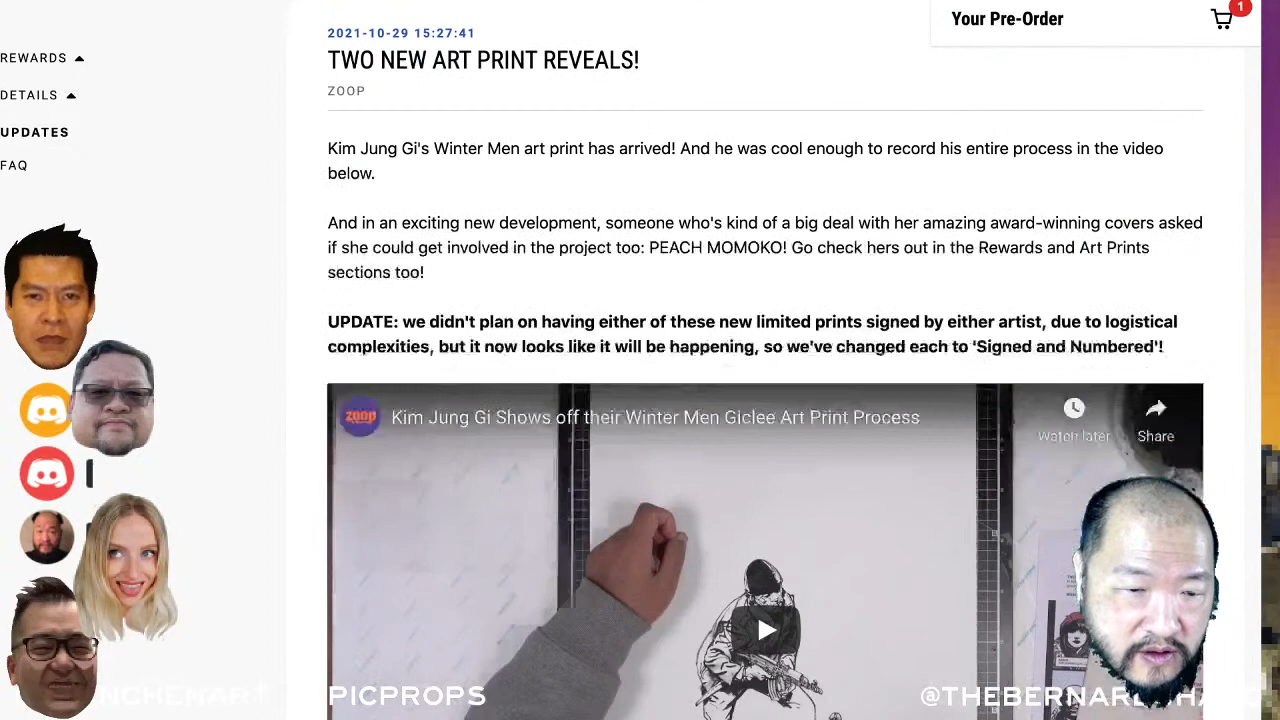 Your Pre-Order
1
2021-10-29 15:27:41
REWARDS
TWO NEW ART PRINT REVEALS!
DETAILS
ZOOP
UPDATES
FAQ
Kim Jung Gi's Winter Men art print has arrived! And he was cool enough to record his entire process in the video
below.
And in an exciting new development, someone who's kind of a big deal with her amazing award-winning covers asked
if she could get involved in the project too: PEACH MOMOKO! Go check hers out in the Rewards and Art Prints
sections too!
UPDATE: we didn't plan on having either of these new limited prints signed by either artist, due to logistical
complexities, but it now looks like it will be happening, so we've changed each to 'Signed and Numbered'!
zoop
Kim Jung Gi Shows off their Winter Men Giclee Art Print Process
Watch later
Share
PICPROPS